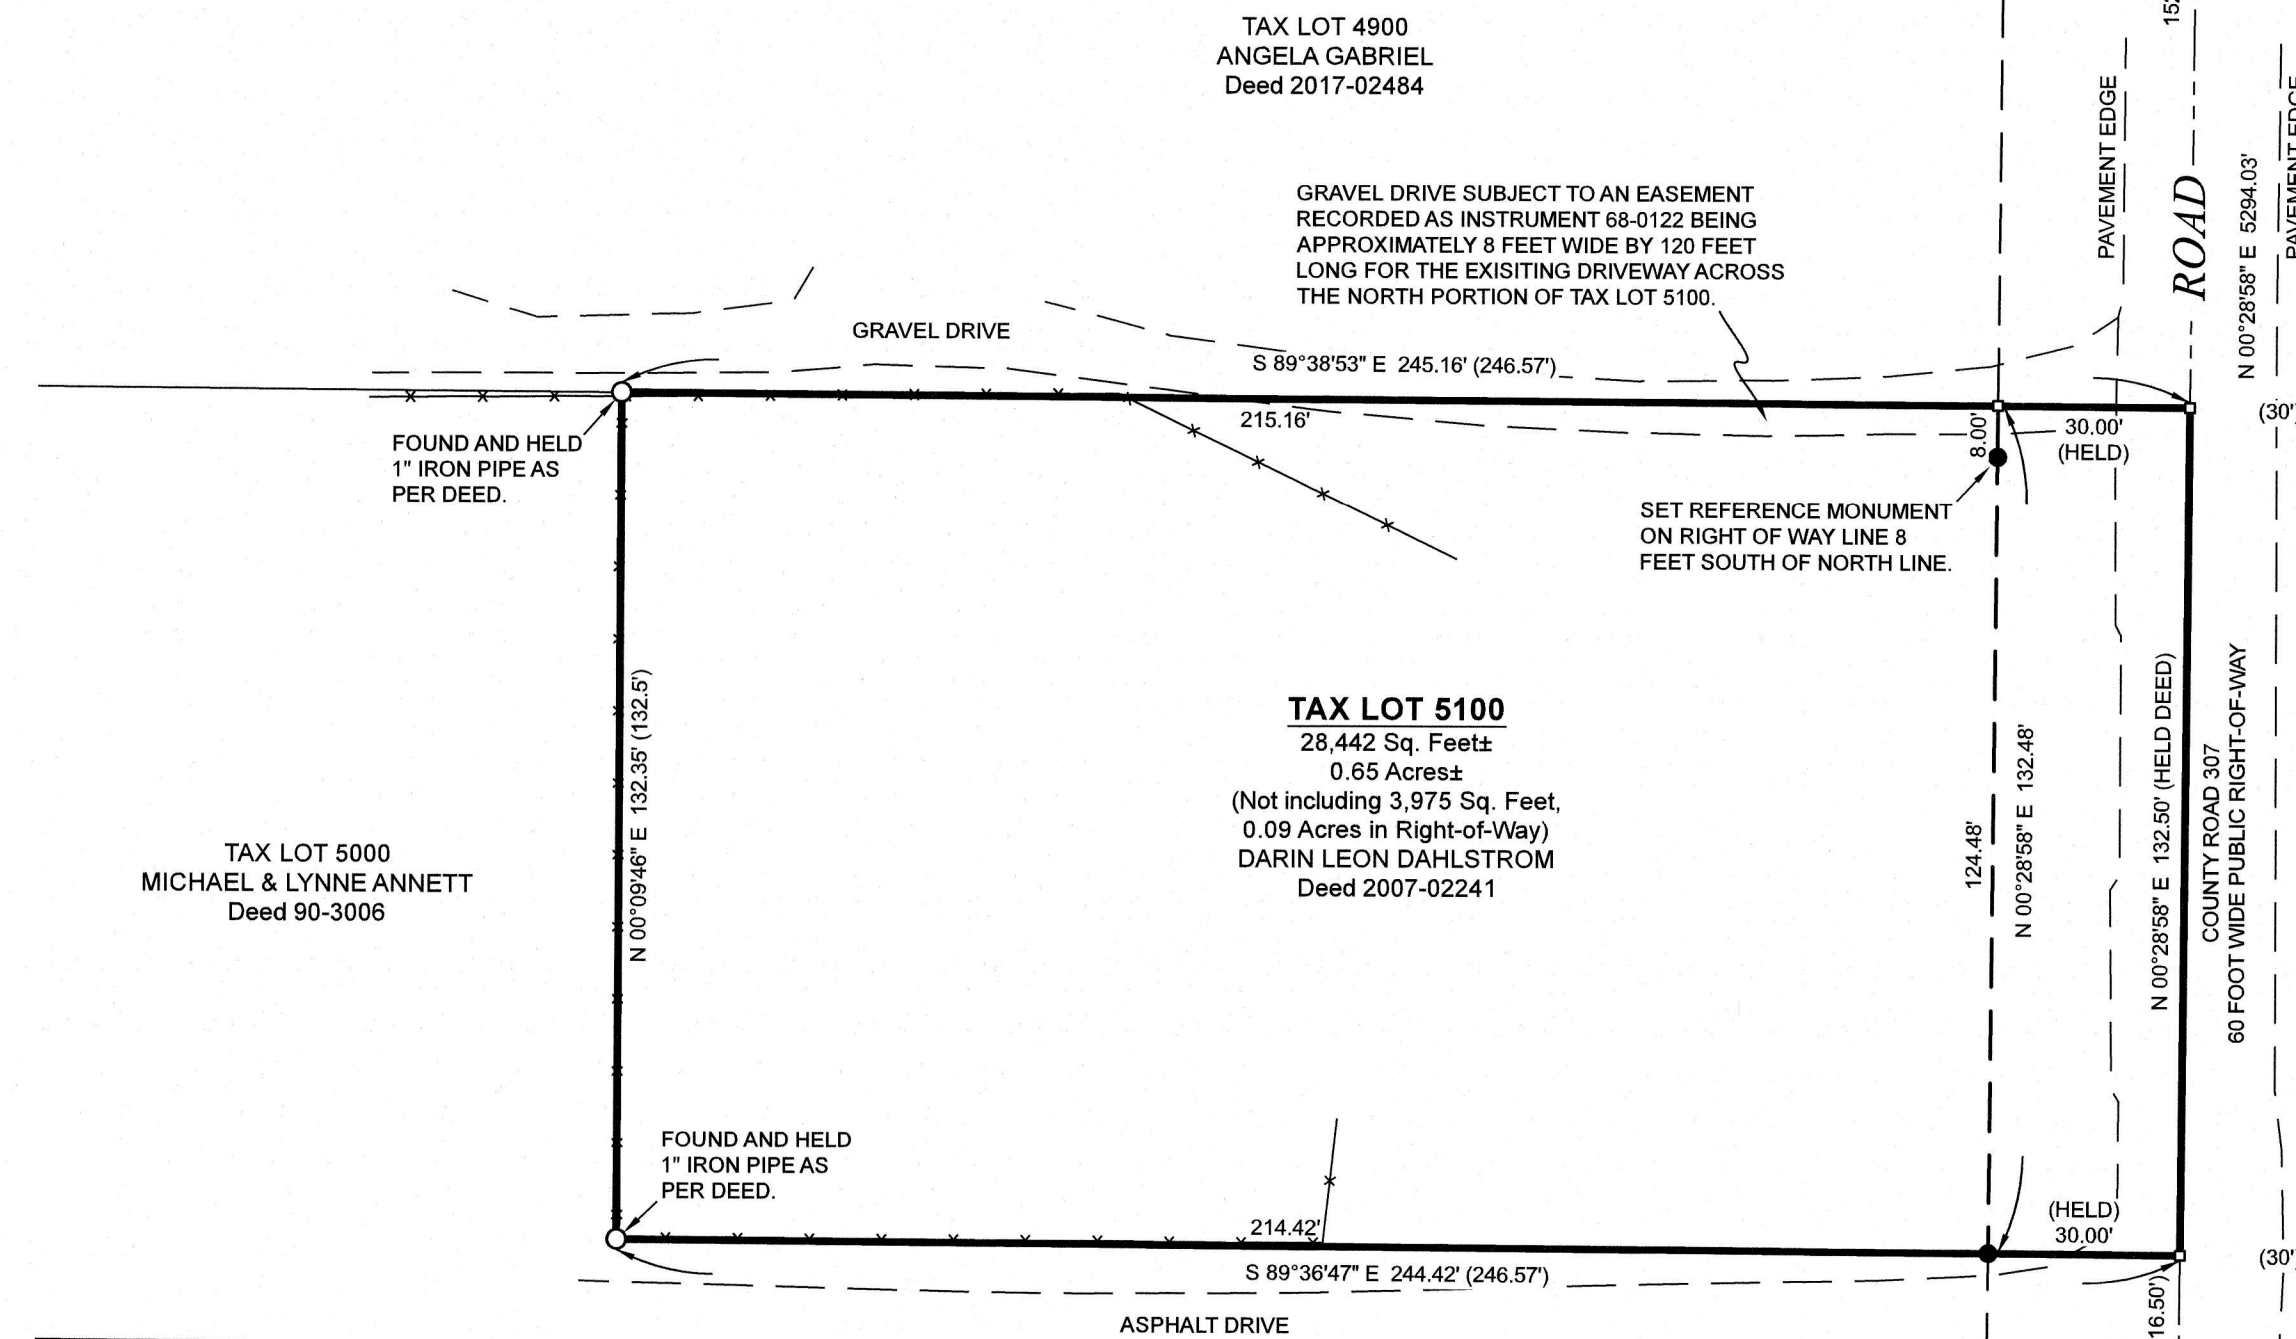 TAX LOT 4900
ANGELA GABRIEL
Deed 2017-02484
GRAVEL DRIVE SUBJECT TO AN EASEMENT
RECORDED AS INSTRUMENT 68-0122 BEING
APPROXIMATELY 8 FEET WIDE BY 120 FEET
LONG FOR THE EXISITING DRIVEWAY ACROSS
THE NORTH PORTION OF TAX LOT 5100.
PAVEMENT EDGE
ROAD
N 00°28'58" E 5294.03'
PAVEMENT EDGE
GRAVEL DRIVE
S 89°38'53" E 245.16' (246.57')
215.16'
8.00'
30.00'
(HELD)
(30'
FOUND AND HELD
1" IRON PIPE AS
PER DEED.
SET REFERENCE MONUMENT
ON RIGHT OF WAY LINE 8
FEET SOUTH OF NORTH LINE.
N 00°09'46" E 132.35' (132.5')
TAX LOT 5100
28,442 Sq. Feet±
0.65 Acres±
(Not including 3,975 Sq. Feet,
0.09 Acres in Right-of-Way)
DARIN LEON DAHLSTROM
Deed 2007-02241
124.48'
N 00°28'58" E 132.48'
N 00°28'58" E 132.50' (HELD DEED)
COUNTY ROAD 307
60 FOOT WIDE PUBLIC RIGHT-OF-WAY
TAX LOT 5000
MICHAEL & LYNNE ANNETT
Deed 90-3006
FOUND AND HELD
1" IRON PIPE AS
PER DEED.
214.42'
(HELD)
30.00'
(30'
S 89°36'47" E 244.42' (246.57')
16.50')
ASPHALT DRIVE